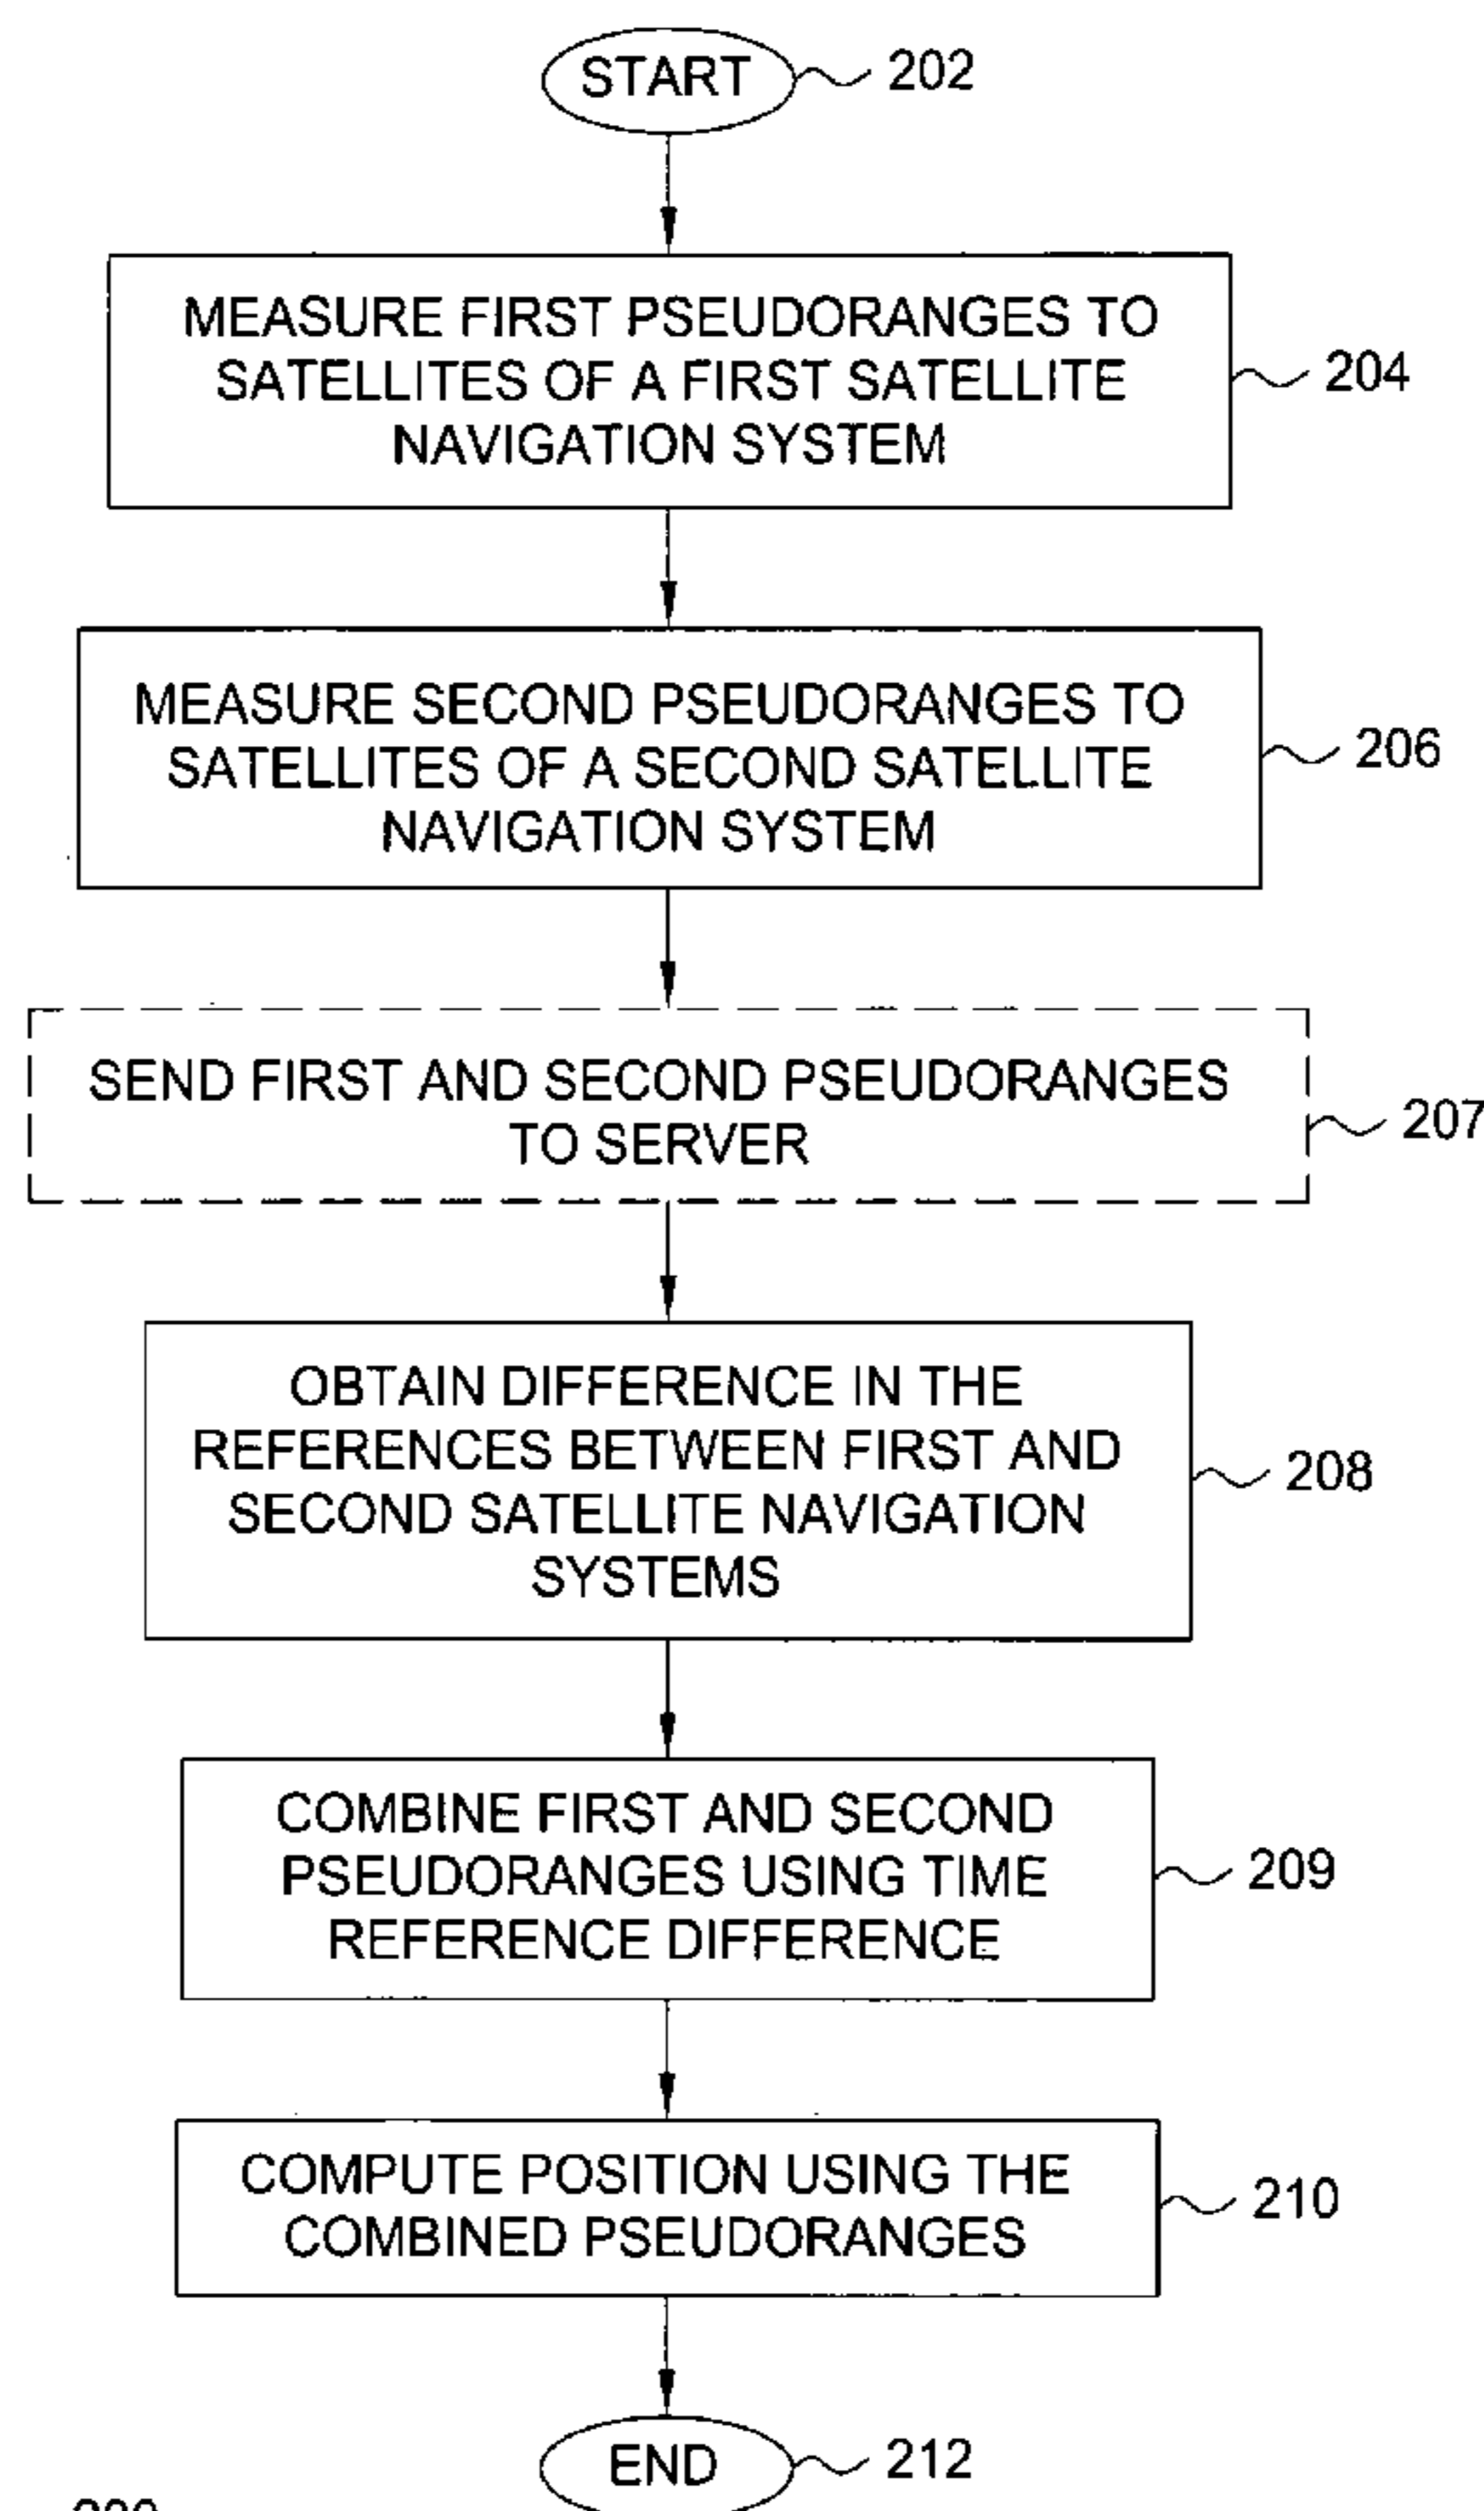 START
202
MEASURE FIRST PSEUDORANGES TO
SATELLITES OF A FIRST SATELLITE
NAVIGATION SYSTEM
204
MEASURE SECOND PSEUDORANGES TO
SATELLITES OF A SECOND SATELLITE
NAVIGATION SYSTEM
206
SEND FIRST AND SECOND PSEUDORANGES
TO SERVER
207
OBTAIN DIFFERENCE IN THE
REFERENCES BETWEEN FIRST AND
SECOND SATELLITE NAVIGATION
SYSTEMS
208
COMBINE FIRST AND SECOND
PSEUDORANGES USING TIME
REFERENCE DIFFERENCE
209
COMPUTE POSITION USING THE
COMBINED PSEUDORANGES
210
END
212